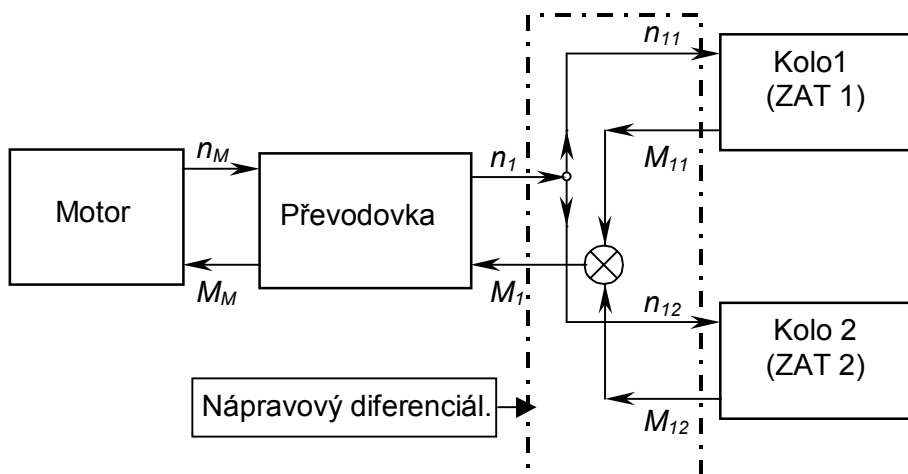 n11
Kolo1
(ZAT 1)
nM
n1
M11
Motor
Převodovka
MM
M1
n12
Kolo 2
(ZAT 2)
Nápravový diferenciál.
M12